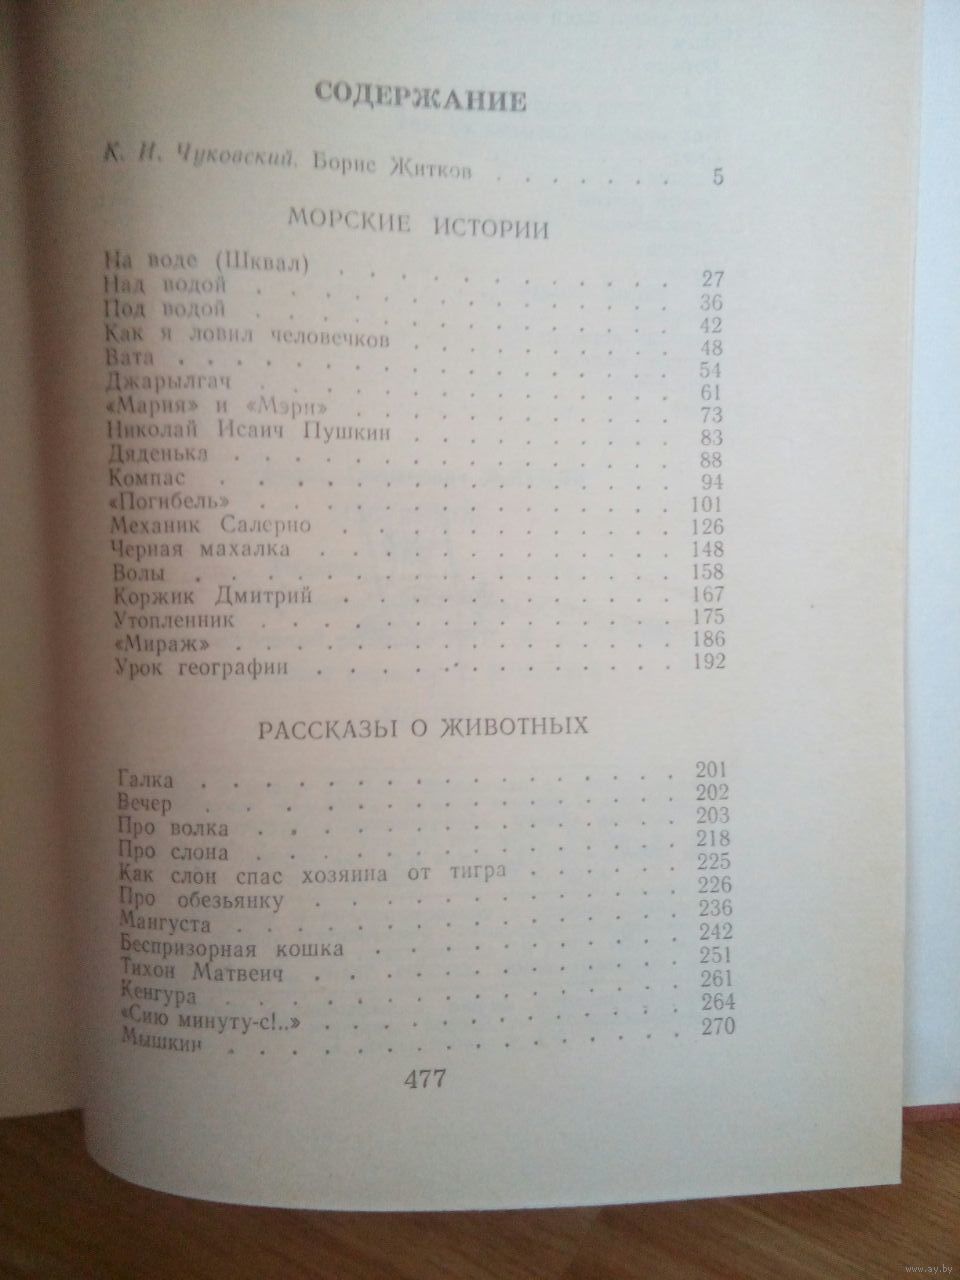 СОДЕРЖАНИЕ
К. И. Чуковский. Борис Житков . . . . . . . 5
МОРСКИЕ ИСТОРИИ
На воде (Шквал) . . . . . . . . . . . 27
Над водой . . . . . . . . . . . . . 36
Под водой . . . . . . . . . . . . . 42
Как я ловил человечков . . . . . . . . . 48
Вата . . . . . . . . . . . . . . . 54
Джарылгач . . . . . . . . . . . . . 61
«Мария» и «Мэри» . . . . . . . . . . 73
Николай Исаич Пушкин . . . . . . . . . 83
Дяденька . . . . . . . . . . . . . 88
Компас . . . . . . . . . . . . . . 94
«Погибель» . . . . . . . . . . . . . 101
Механик Салерно . . . . . . . . . . . 126
Черная махалка . . . . . . . . . . . 148
Волы . . . . . . . . . . . . . . . 158
Коржик Дмитрий . . . . . . . . . . . 167
Утопленник . . . . . . . . . . . . . 175
«Мираж» . . . . . . . . . . . . . . 186
Урок географии . . . . . . . . . . . 192
РАССКАЗЫ О ЖИВОТНЫХ
Галка . . . . . . . . . . . . . . . 201
Вечер . . . . . . . . . . . . . . . 202
Про волка . . . . . . . . . . . . . 203
Про слона . . . . . . . . . . . . . 218
Как слон спас хозяина от тигра . . . . . . 225
Про обезьянку . . . . . . . . . . . . 226
Мангуста . . . . . . . . . . . . . . 236
Беспризорная кошка . . . . . . . . . . 242
Тихон Матвеич . . . . . . . . . . . . 251
Кенгура . . . . . . . . . . . . . . 261
«Сию минуту-с!..» . . . . . . . . . . . 264
Мышкин . . . . . . . . . . . . . . 270
477
www.ay.by